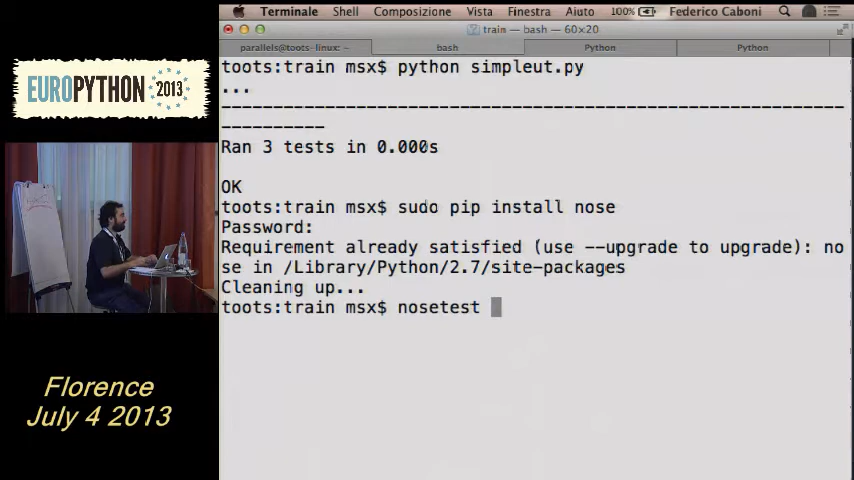 Terminale Shell Composizione Vista Finestra Aiuto 100% Federico Caboni
train — bash — 60×20
parallels@toots-linux: ~ bash Python Python
toots:train msx$ python simpleut.py
...
------------------------------------------------------------
----------
Ran 3 tests in 0.000s
OK
toots:train msx$ sudo pip install nose
Password:
Requirement already satisfied (use --upgrade to upgrade): no
se in /Library/Python/2.7/site-packages
Cleaning up...
toots:train msx$ nosetest
EUROPYTHON 2013
Florence
July 4 2013